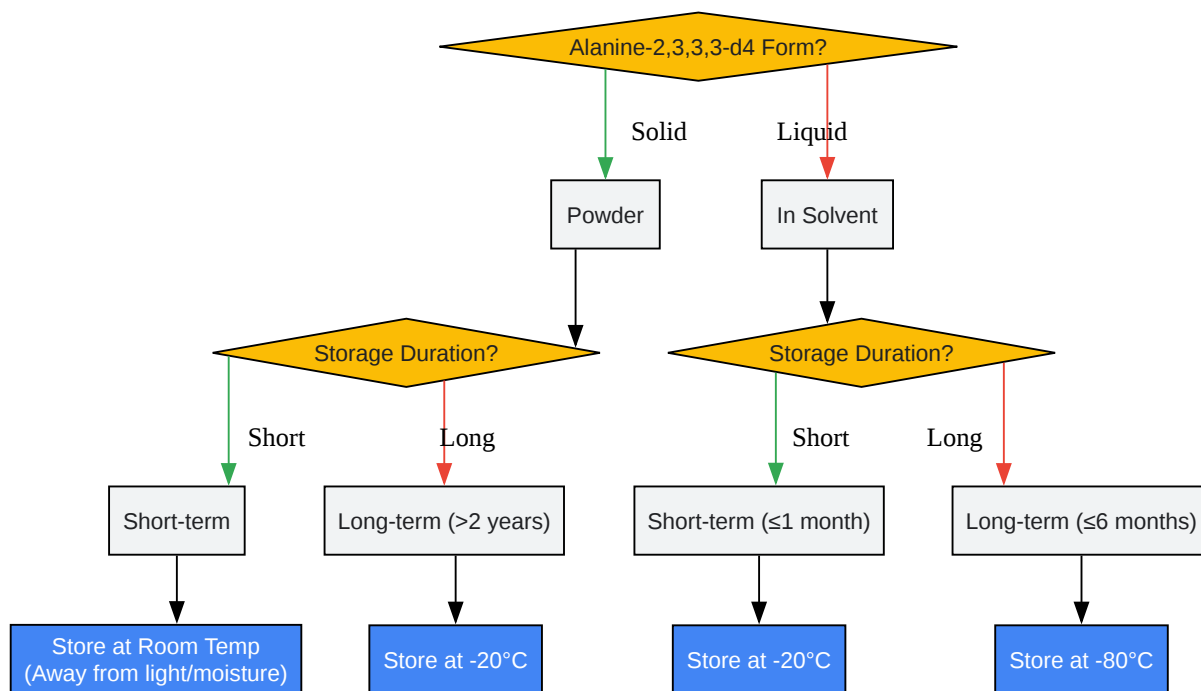 Alanine-2,3,3,3-d4 Form?
Solid
Liquid
Powder
In Solvent
Storage Duration?
Storage Duration?
Short
Long
Short
Long
Short-term
Long-term (>2 years)
Short-term (≤1 month)
Long-term (≤6 months)
Store at Room Temp
(Away from light/moisture)
Store at -20°C
Store at -20°C
Store at -80°C